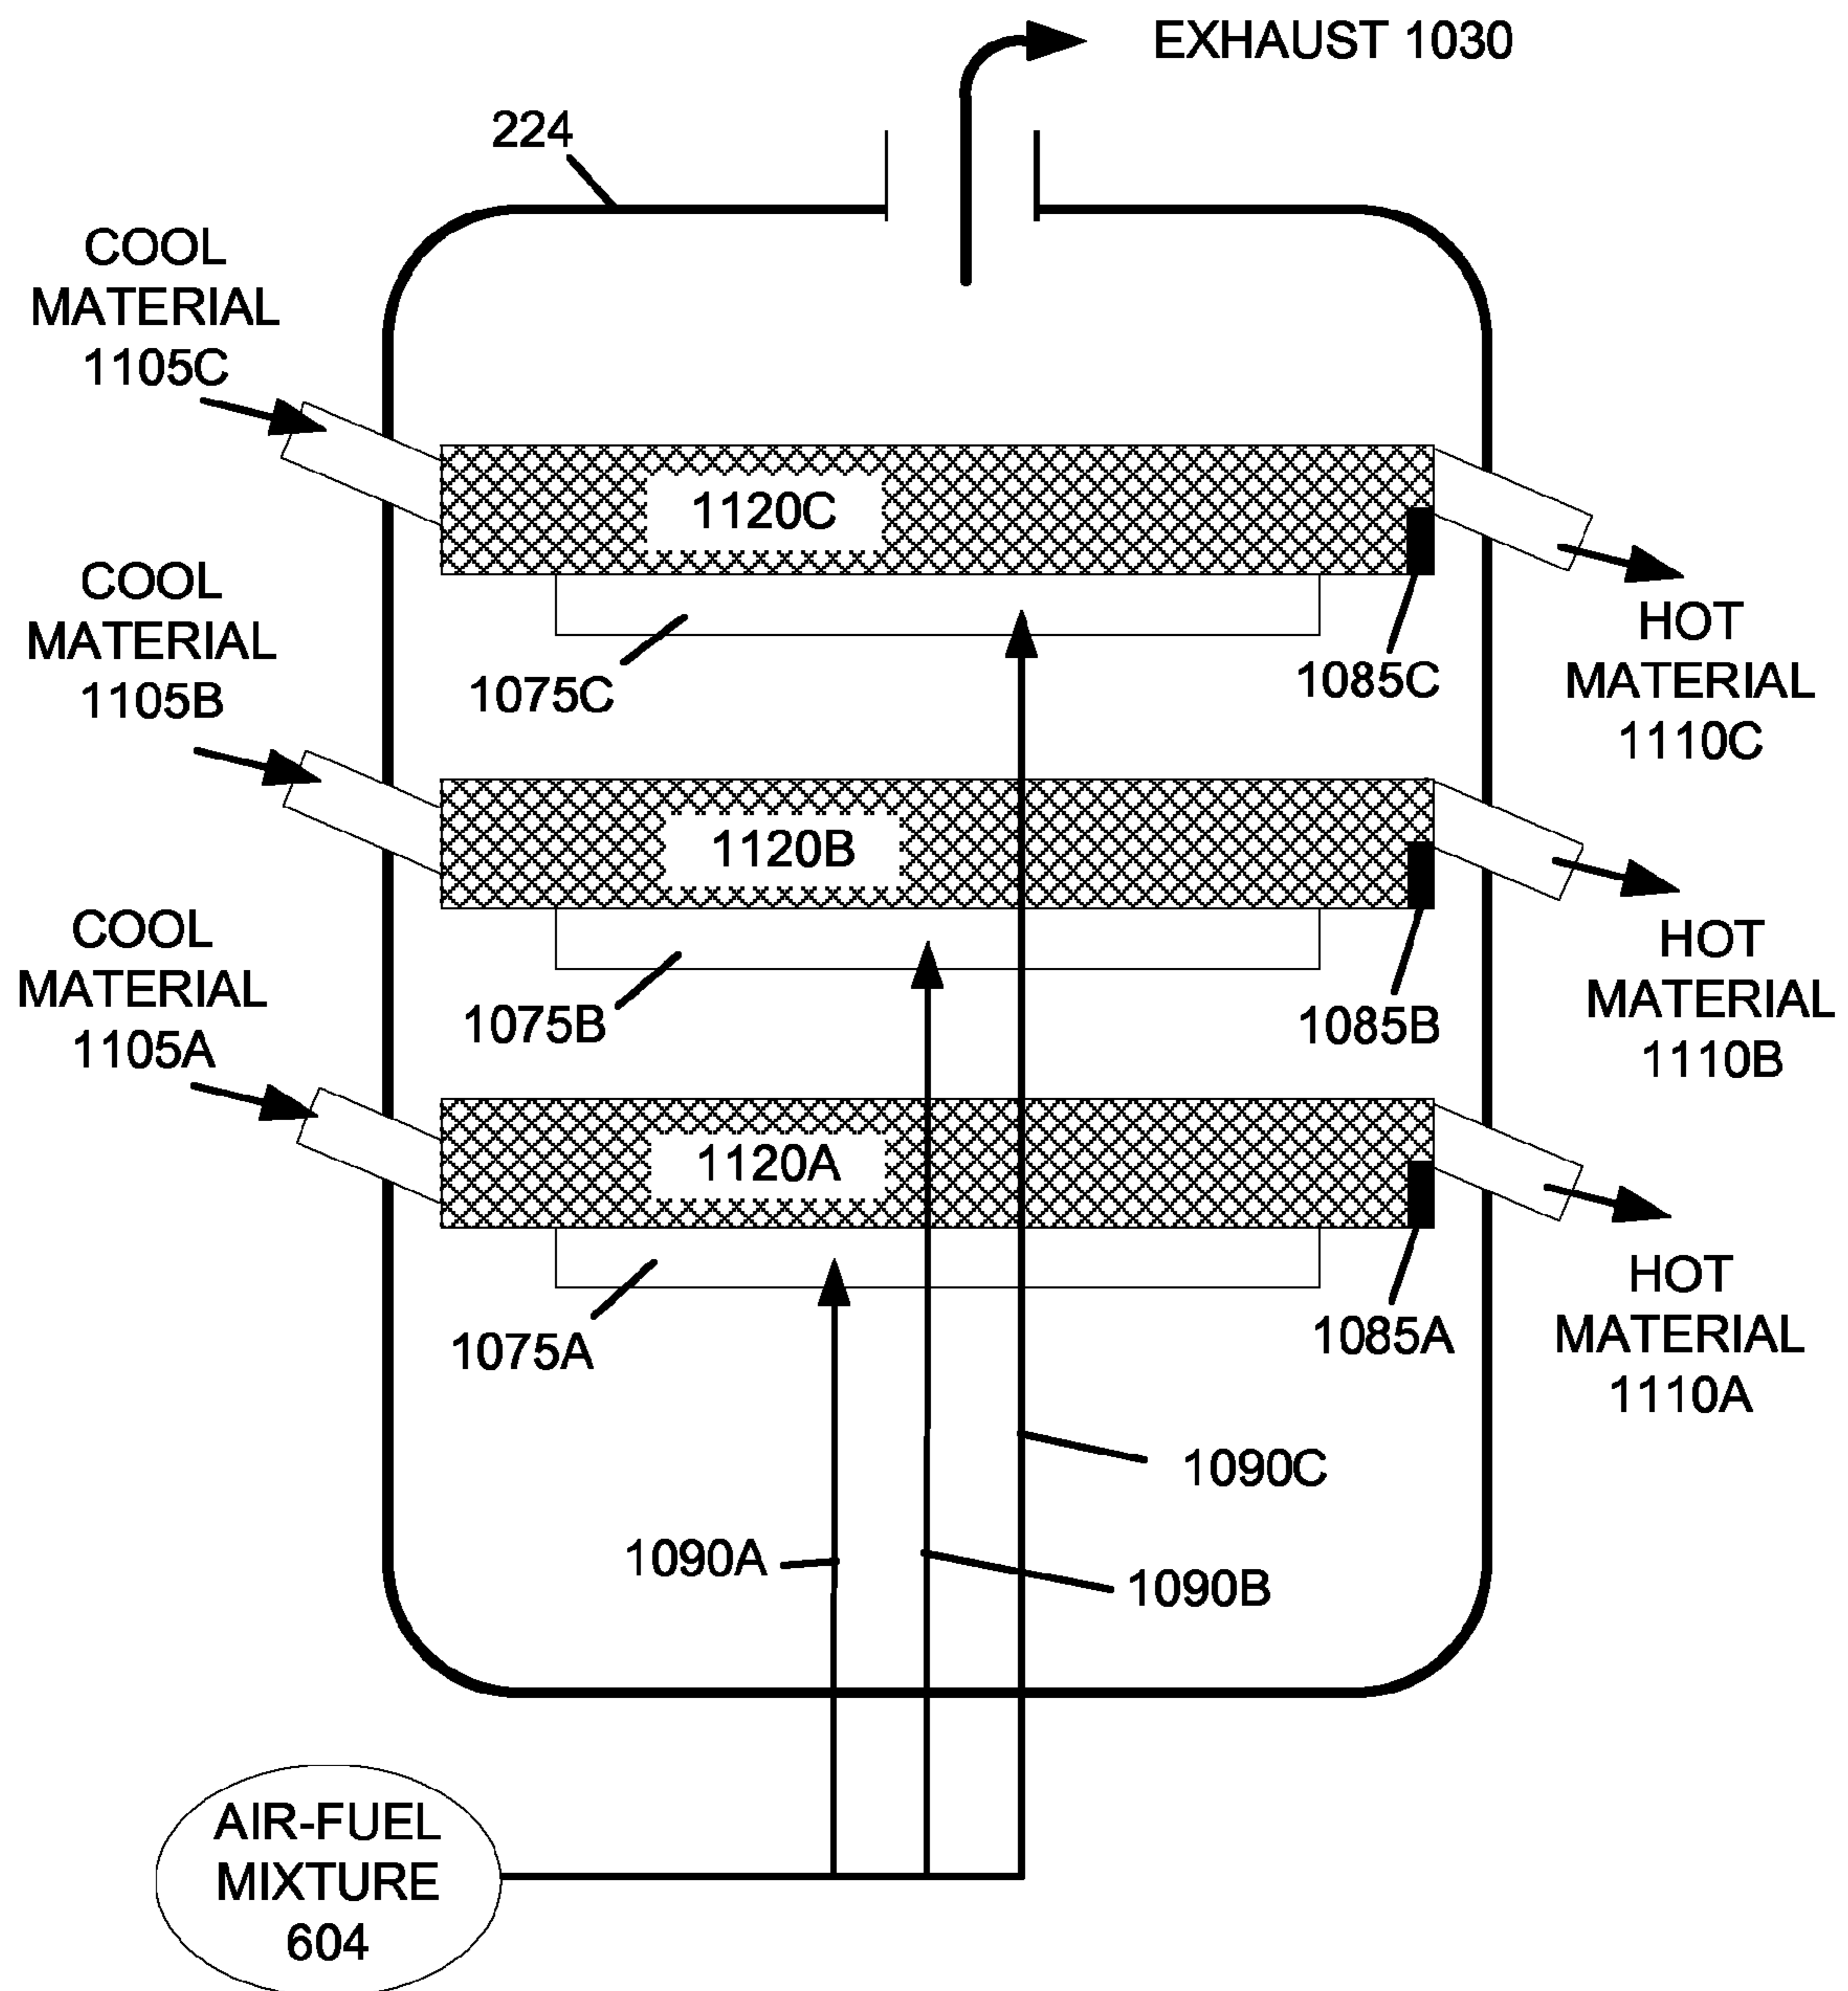 EXHAUST 1030
224
COOL
MATERIAL
1105C
1120C
COOL
MATERIAL
1105B
HOT
MATERIAL
1110C
1075C
1085C
1120B
COOL
MATERIAL
1105A
HOT
MATERIAL
1110B
1075B
1085B
1120A
HOT
MATERIAL
1110A
1075A
1085A
1090C
1090A
1090B
AIR-FUEL
MIXTURE
604